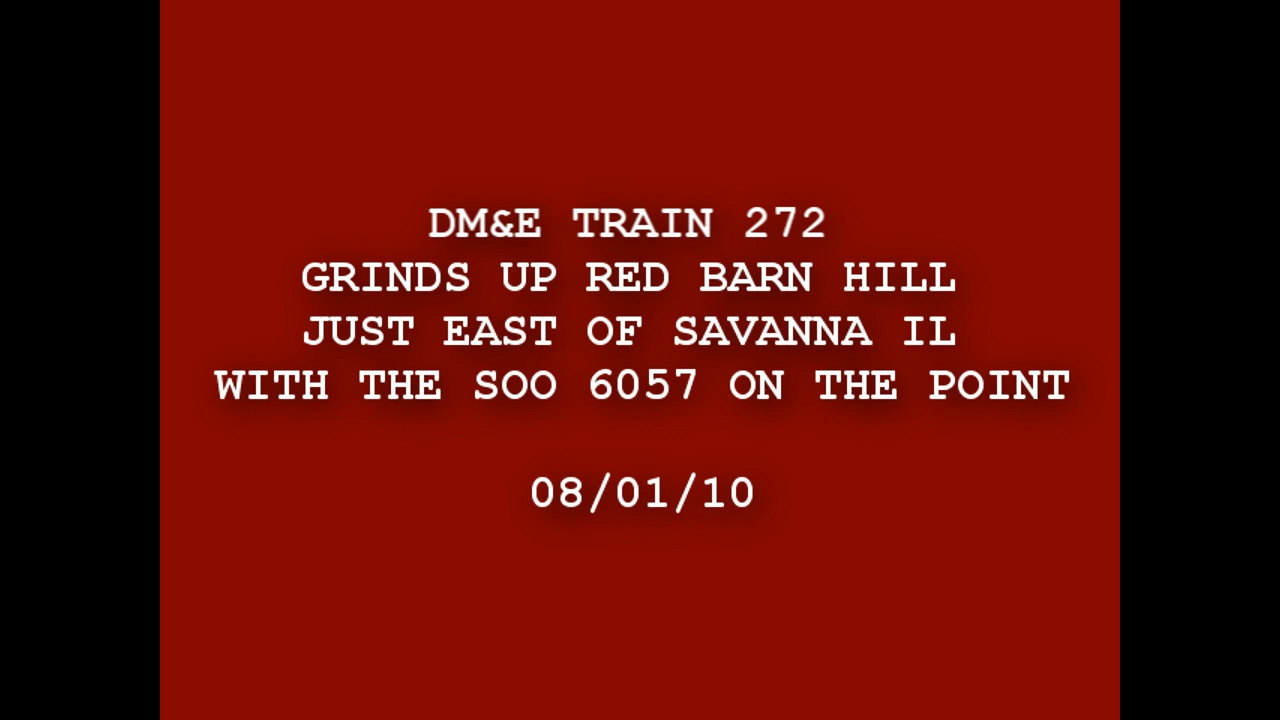 DM&E TRAIN 272
GRINDS UP RED BARN HILL
JUST EAST OF SAVANNA IL
WITH THE SOO 6057 ON THE POINT
08/01/10